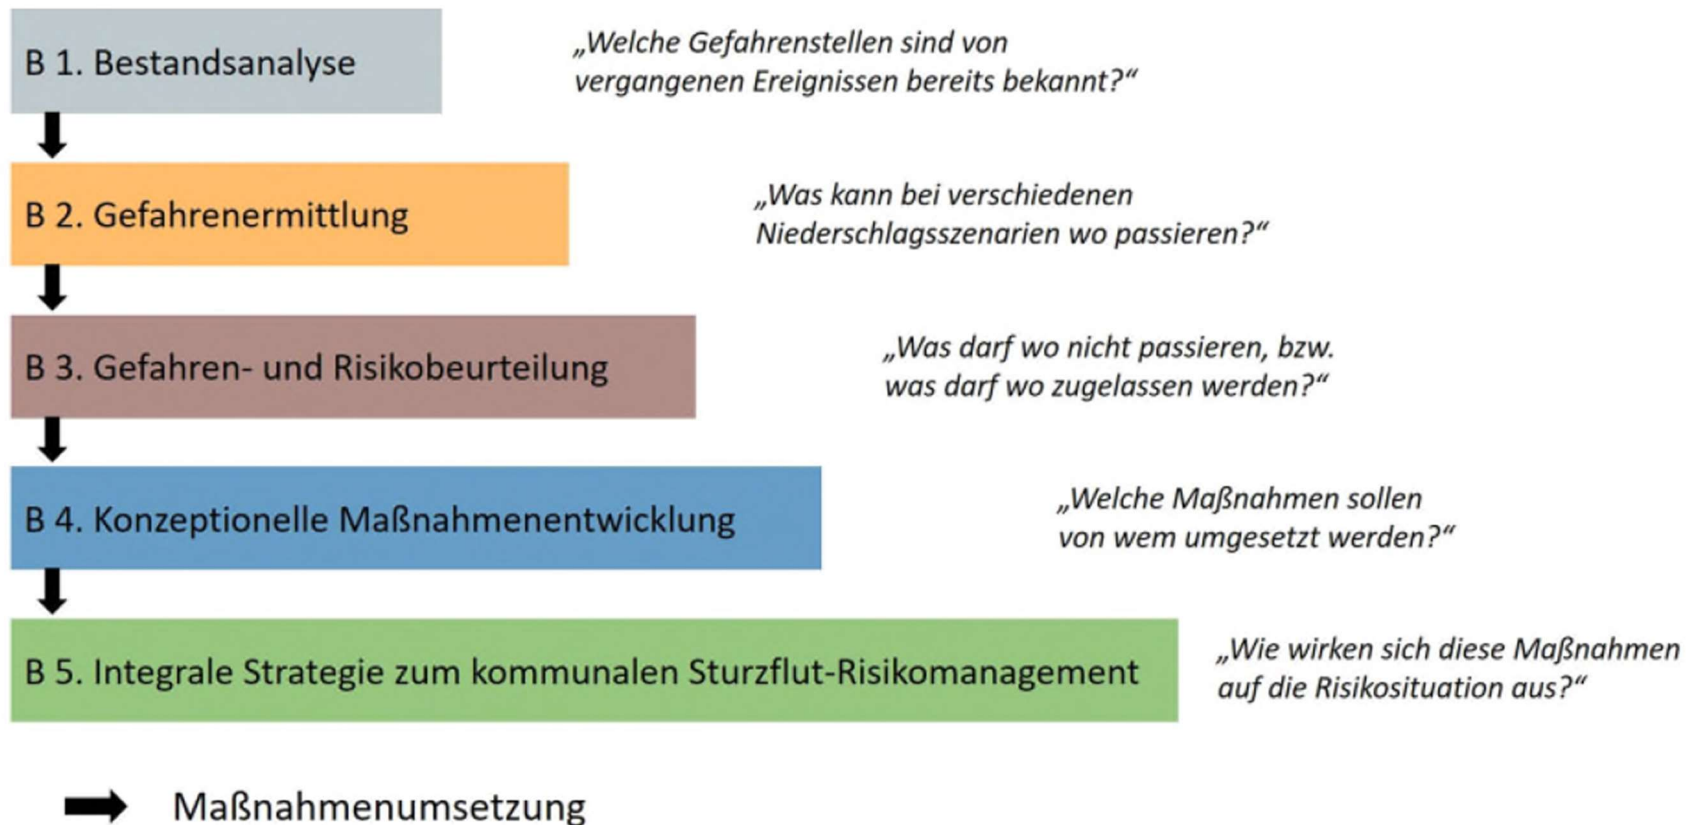 B 1. Bestandsanalyse
„Welche Gefahrenstellen sind von
vergangenen Ereignissen bereits bekannt?“
B 2. Gefahrenermittlung
„Was kann bei verschiedenen
Niederschlagsszenarien wo passieren?“
B 3. Gefahren- und Risikobeurteilung
„Was darf wo nicht passieren, bzw.
was darf wo zugelassen werden?“
B 4. Konzeptionelle Maßnahmenentwicklung
„Welche Maßnahmen sollen
von wem umgesetzt werden?“
B 5. Integrale Strategie zum kommunalen Sturzflut-Risikomanagement
„Wie wirken sich diese Maßnahmen
auf die Risikosituation aus?“
Maßnahmenumsetzung